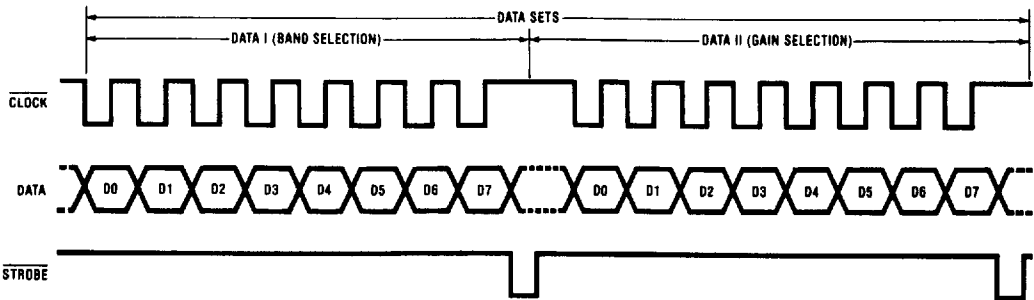 DATA SETS
DATA I (BAND SELECTION) DATA II (GAIN SELECTION)
CLOCK
DATA D0 D1 D2 D3 D4 D5 D6 D7 D0 D1 D2 D3 D4 D5 D6 D7
STROBE